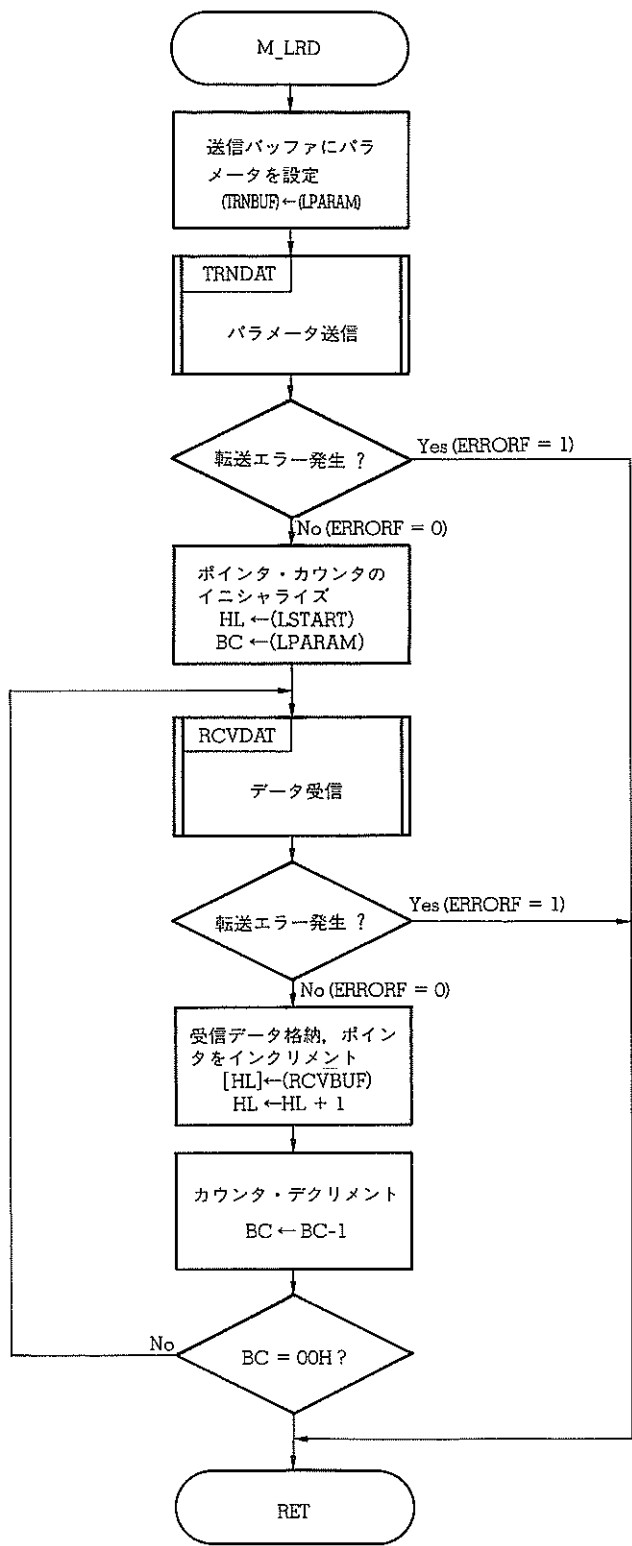 M_LRD
送信バッファにパラ
メータを設定
(TRNBUF)←(LPARAM)
TRNDAT
パラメータ送信
転送エラー発生 ?
Yes (ERRORF = 1)
No (ERRORF = 0)
ポインタ・カウンタの
イニシャライズ
HL ←(LSTART)
BC ←(LPARAM)
RCVDAT
データ受信
転送エラー発生 ?
Yes (ERRORF = 1)
No (ERRORF = 0)
受信データ格納, ポイン
タをインクリメント
[HL]←(RCVBUF)
HL ←HL + 1
カウンタ・デクリメント
BC ← BC-1
No
BC = 00H ?
RET